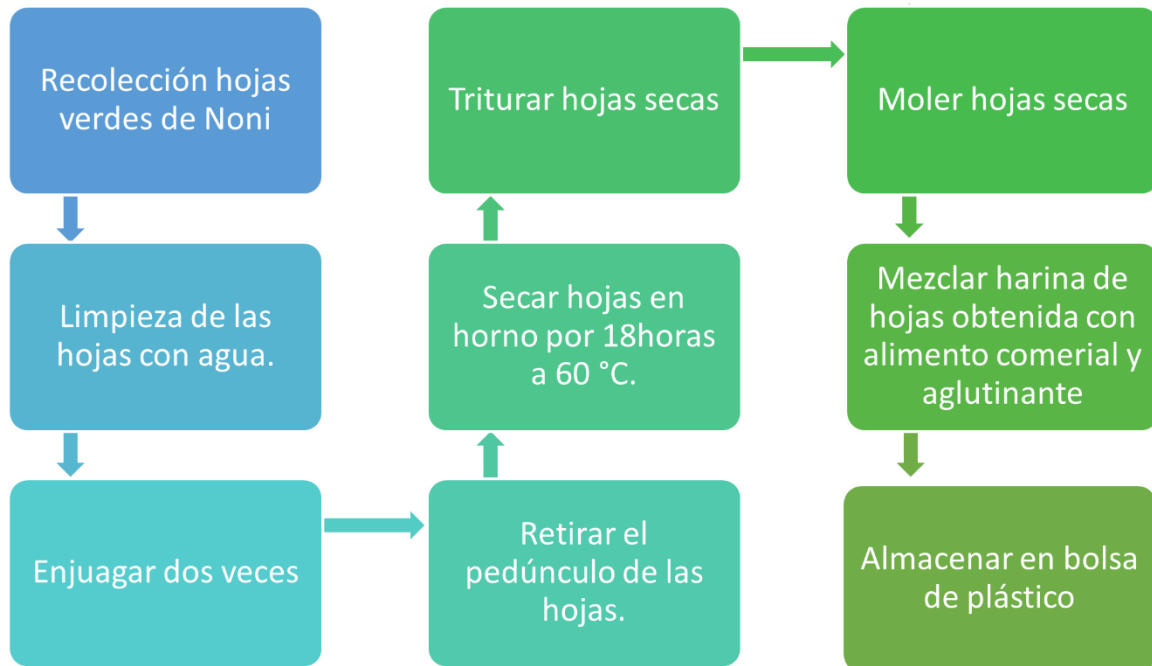 Recolección hojas
verdes de Noni
Limpieza de las
hojas con agua.
Enjuagar dos veces
Retirar el
pedúnculo de las
hojas.
Secar hojas en
horno por 18horas
a 60 °C.
Triturar hojas secas
Moler hojas secas
Mezclar harina de
hojas obtenida con
alimento comerial y
aglutinante
Almacenar en bolsa
de plástico